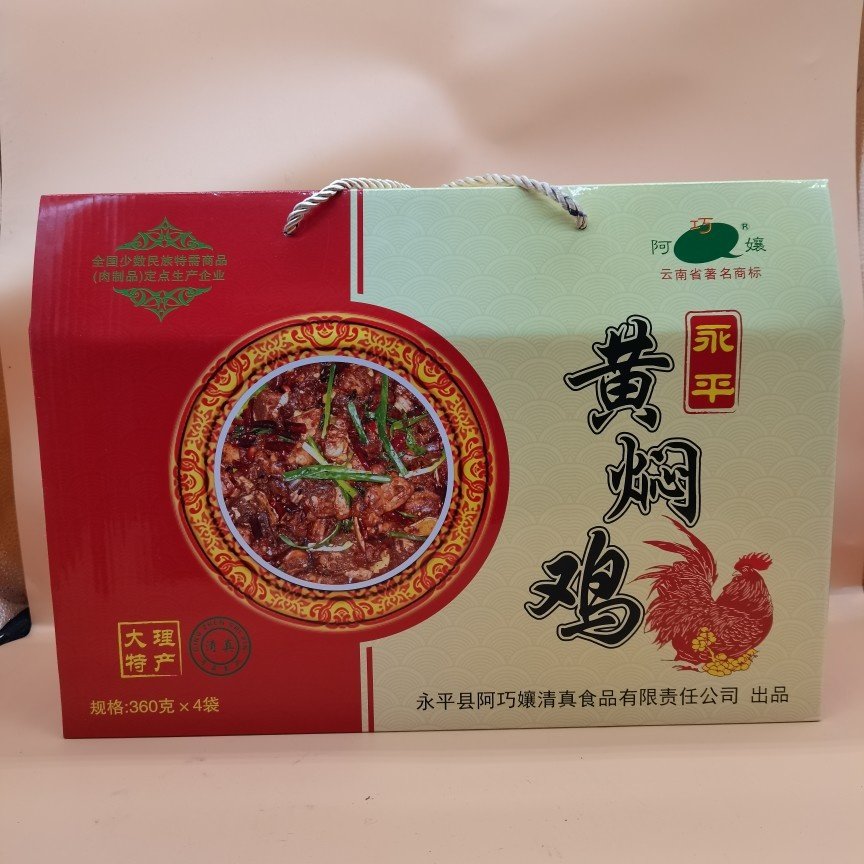 全国少数民族特需商品
(肉制品)定点生产企业
阿巧孃®
云南省著名商标
永平
黄焖鸡
大理
特产
清真
规格:360克×4袋
永平县阿巧孃清真食品有限责任公司 出品